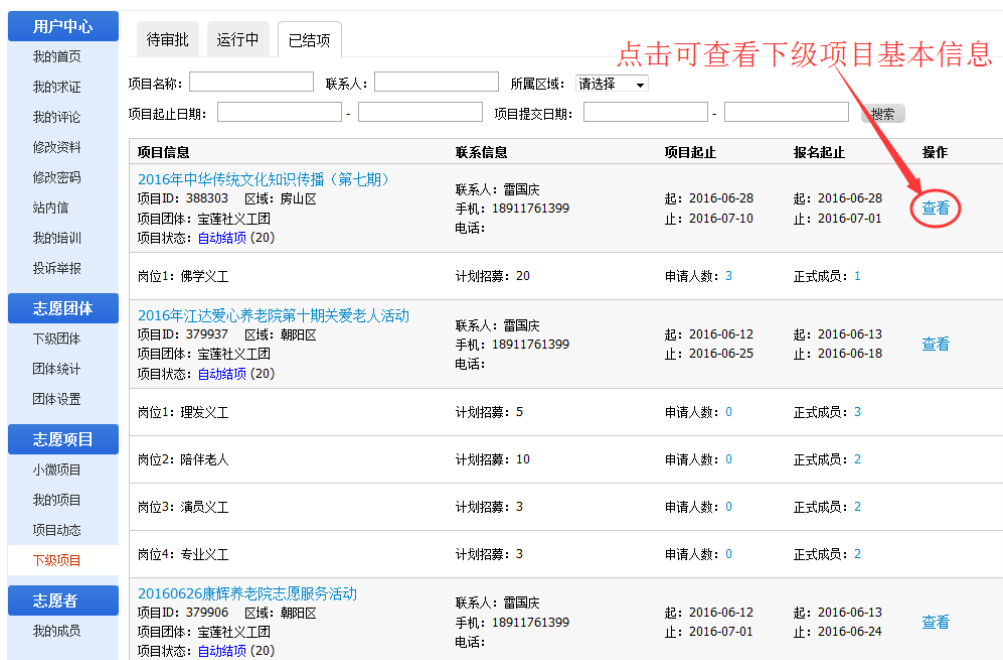 用户中心
我的首页
我的求证
我的评论
修改资料
修改密码
站内信
我的培训
投诉举报
志愿团体
下级团体
团体统计
团体设置
志愿项目
小微项目
我的项目
项目动态
下级项目
志愿者
我的成员
待审批 运行中 已结项
点击可查看下级项目基本信息
项目名称： 联系人： 所属区域： 请选择
项目起止日期： - 项目提交日期： - 搜索
项目信息 联系信息 项目起止 报名起止 操作
2016年中华传统文化知识传播（第七期）
项目ID：388303 区域：房山区
项目团体：宝莲社义工团
项目状态：自动结项 (20)
联系人：雷国庆
手机：18911761399
电话：
起：2016-06-28
止：2016-07-10
起：2016-06-28
止：2016-07-01
查看
岗位1：佛学义工 计划招募：20 申请人数：3 正式成员：1
2016年江达爱心养老院第十期关爱老人活动
项目ID：379937 区域：朝阳区
项目团体：宝莲社义工团
项目状态：自动结项 (20)
联系人：雷国庆
手机：18911761399
电话：
起：2016-06-12
止：2016-06-25
起：2016-06-13
止：2016-06-18
查看
岗位1：理发义工 计划招募：5 申请人数：0 正式成员：3
岗位2：陪伴老人 计划招募：10 申请人数：0 正式成员：2
岗位3：演员义工 计划招募：3 申请人数：0 正式成员：2
岗位4：专业义工 计划招募：3 申请人数：0 正式成员：2
20160626康辉养老院志愿服务活动
项目ID：379906 区域：朝阳区
项目团体：宝莲社义工团
项目状态：自动结项 (20)
联系人：雷国庆
手机：18911761399
电话：
起：2016-06-12
止：2016-07-01
起：2016-06-13
止：2016-06-24
查看